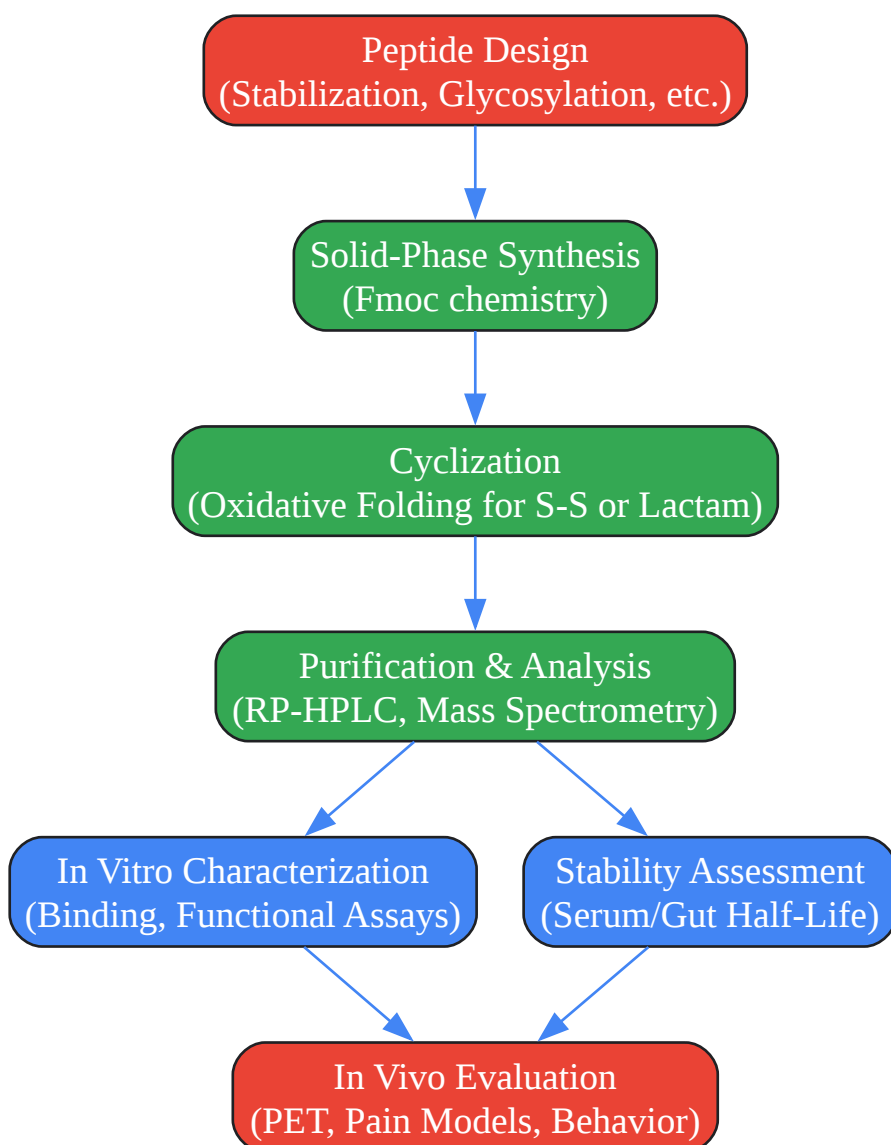 Peptide Design
(Stabilization, Glycosylation, etc.)
Solid-Phase Synthesis
(Fmoc chemistry)
Cyclization
(Oxidative Folding for S-S or Lactam)
Purification & Analysis
(RP-HPLC, Mass Spectrometry)
In Vitro Characterization
(Binding, Functional Assays)
Stability Assessment
(Serum/Gut Half-Life)
In Vivo Evaluation
(PET, Pain Models, Behavior)